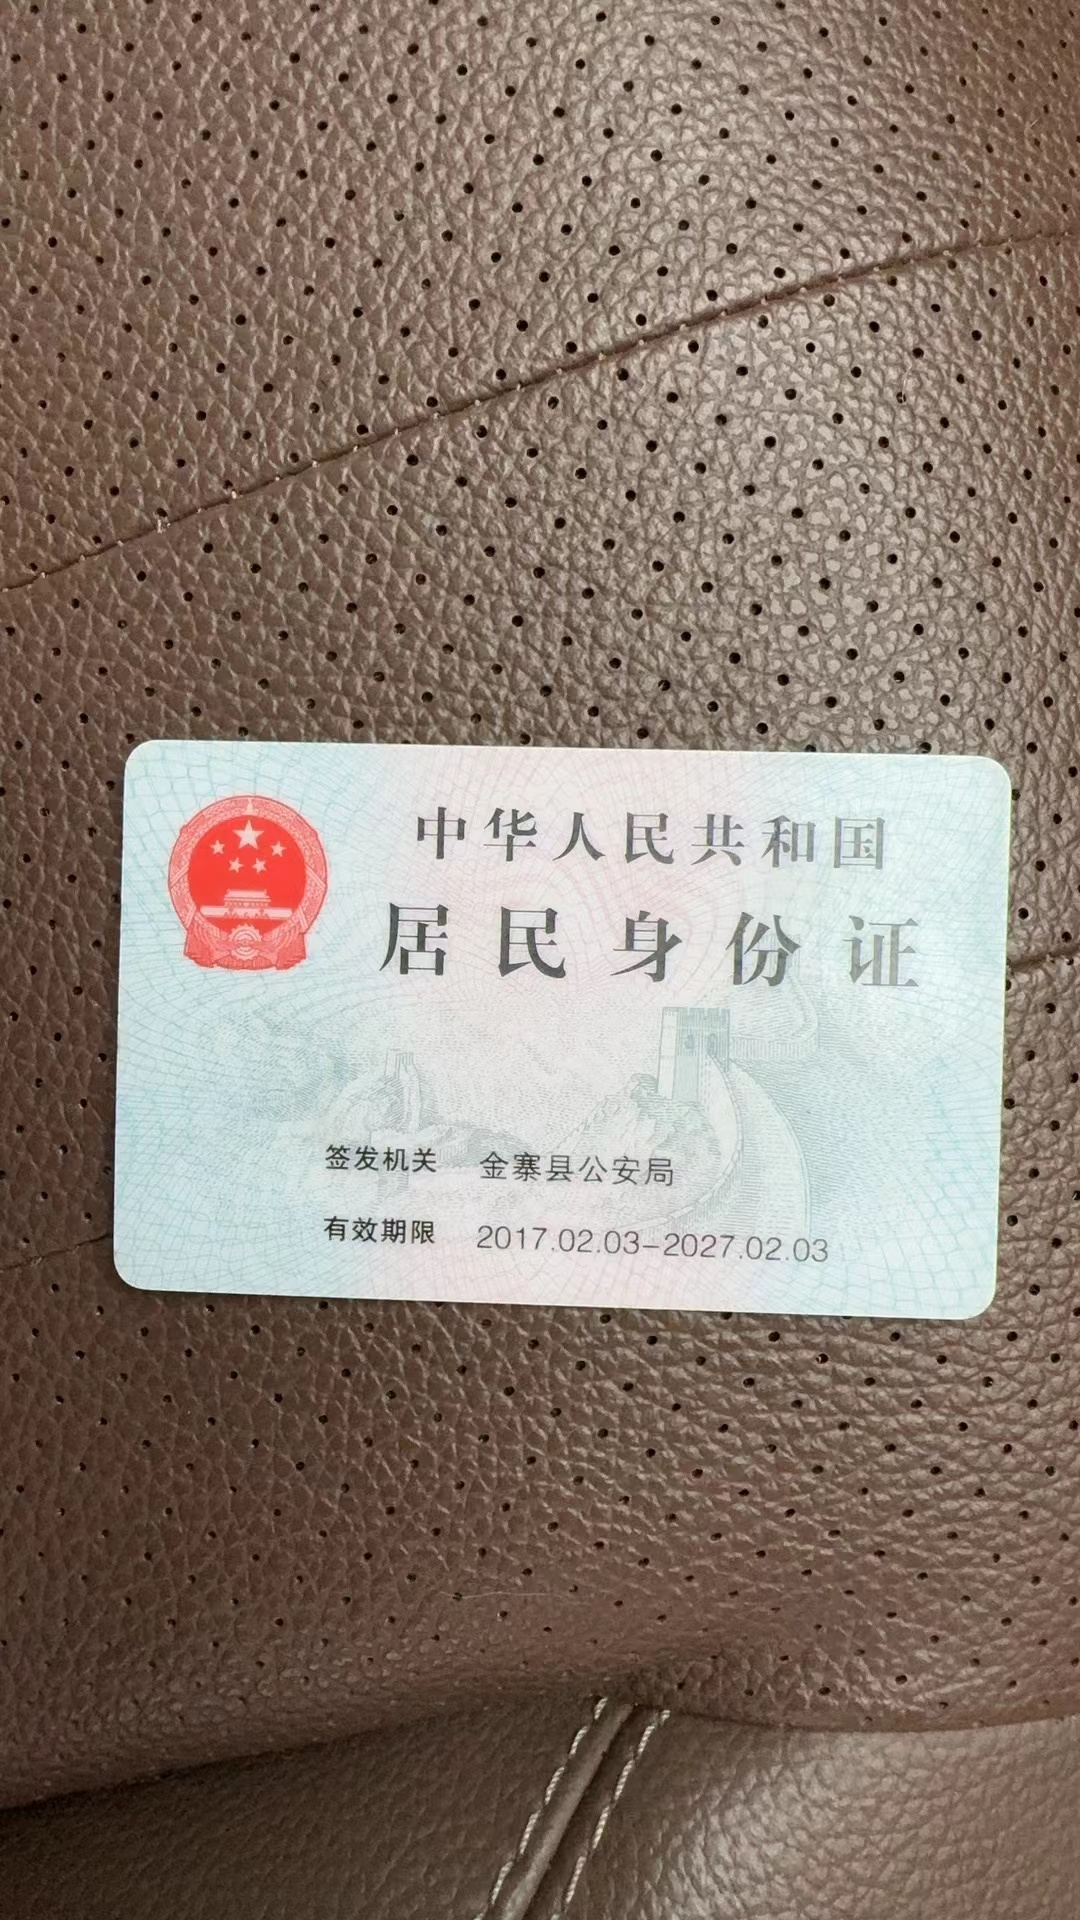 中华人民共和国
居民身份证
签发机关 金寨县公安局
有效期限 2017.02.03-2027.02.03